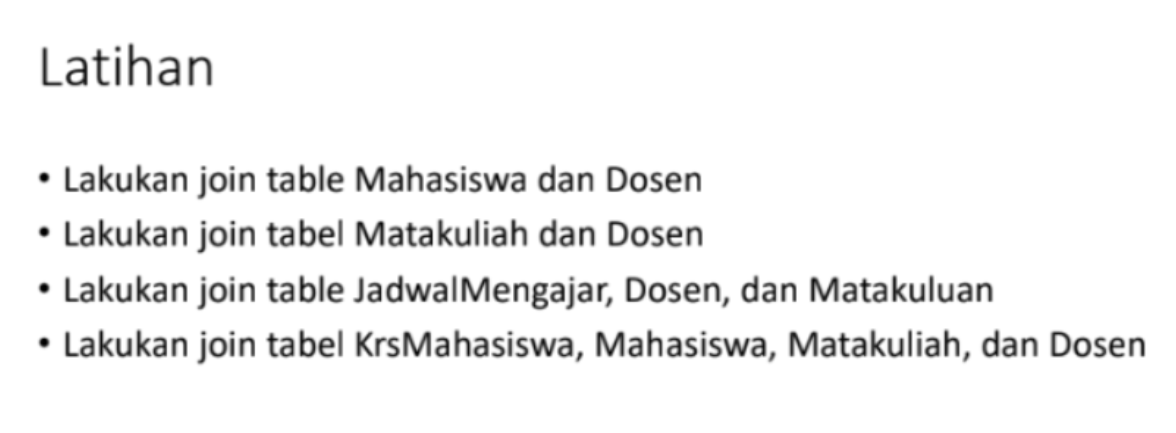 Latihan
• Lakukan join table Mahasiswa dan Dosen
• Lakukan join tabel Matakuliah dan Dosen
• Lakukan join table JadwalMengajar, Dosen, dan Matakuluan
• Lakukan join tabel KrsMahasiswa, Mahasiswa, Matakuliah, dan Dosen